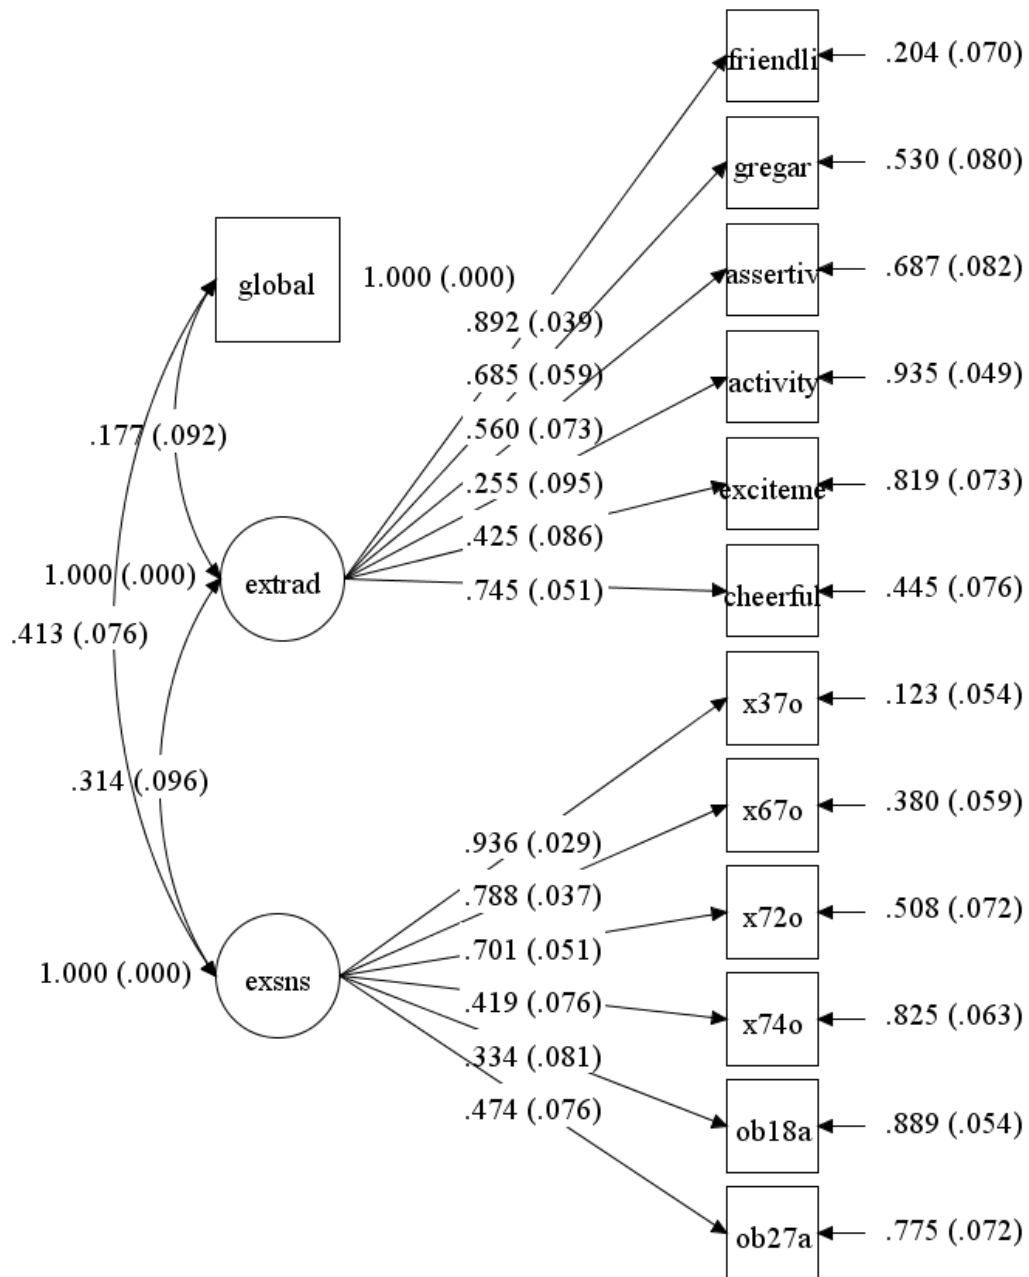 friendli .204 (.070)
gregar .530 (.080)
global 1.000 (.000)
assertiv .687 (.082)
.892 (.039)
.685 (.059)
activity .935 (.049)
.177 (.092)
.560 (.073)
.255 (.095)
exciteme .819 (.073)
.425 (.086)
1.000 (.000) extrad
.745 (.051)
cheerful .445 (.076)
.413 (.076)
x37o .123 (.054)
.314 (.096)
x67o .380 (.059)
.936 (.029)
.788 (.037)
x72o .508 (.072)
.701 (.051)
1.000 (.000) exsns
.419 (.076)
x74o .825 (.063)
.334 (.081)
.474 (.076)
ob18a .889 (.054)
ob27a .775 (.072)